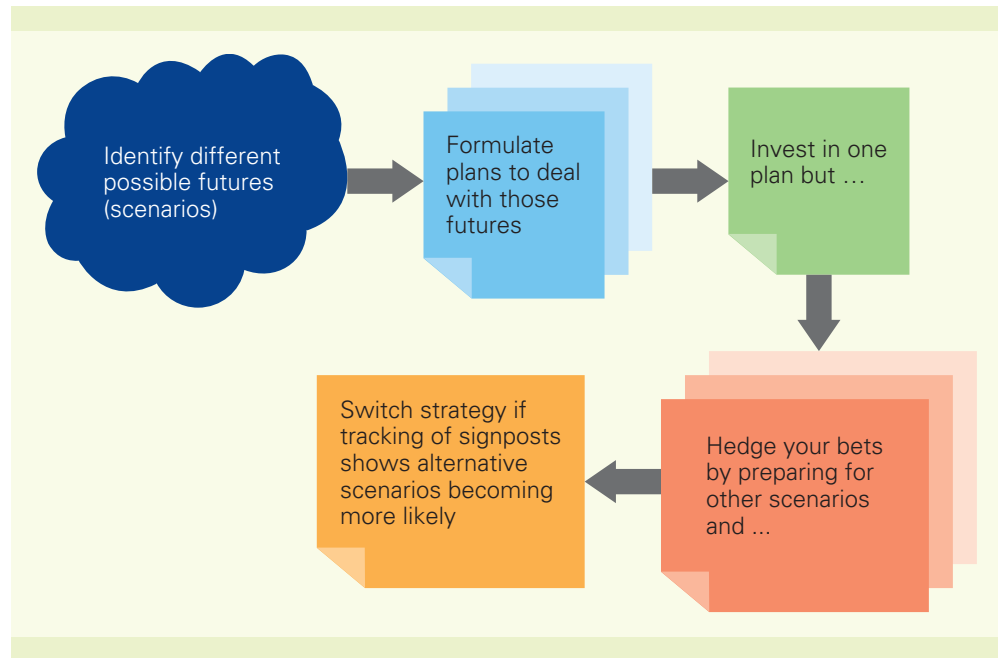 Identify different
possible futures
(scenarios)
Formulate
plans to deal
with those
futures
Invest in one
plan but …
Hedge your bets
by preparing for
other scenarios
and ...
Switch strategy if
tracking of signposts
shows alternative
scenarios becoming
more likely